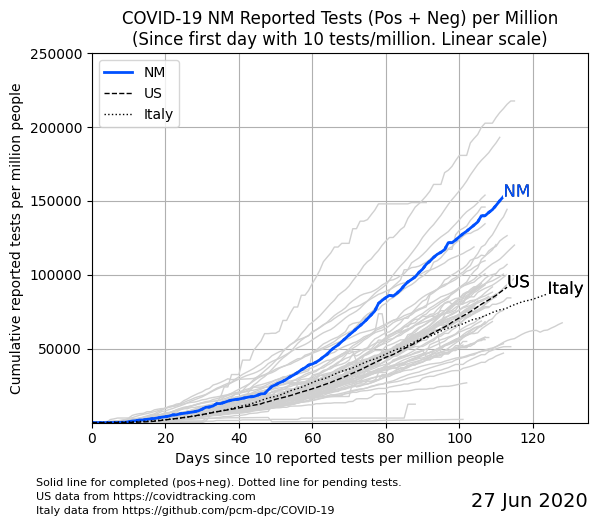 COVID-19 NM Reported Tests (Pos + Neg) per Million
(Since first day with 10 tests/million. Linear scale)
250000
200000
150000
100000
50000
Cumulative reported tests per million people
NM
US
Italy
NM
US
Italy
0 20 40 60 80 100 120
Days since 10 reported tests per million people
Solid line for completed (pos+neg). Dotted line for pending tests.
US data from https://covidtracking.com
Italy data from https://github.com/pcm-dpc/COVID-19
27 Jun 2020